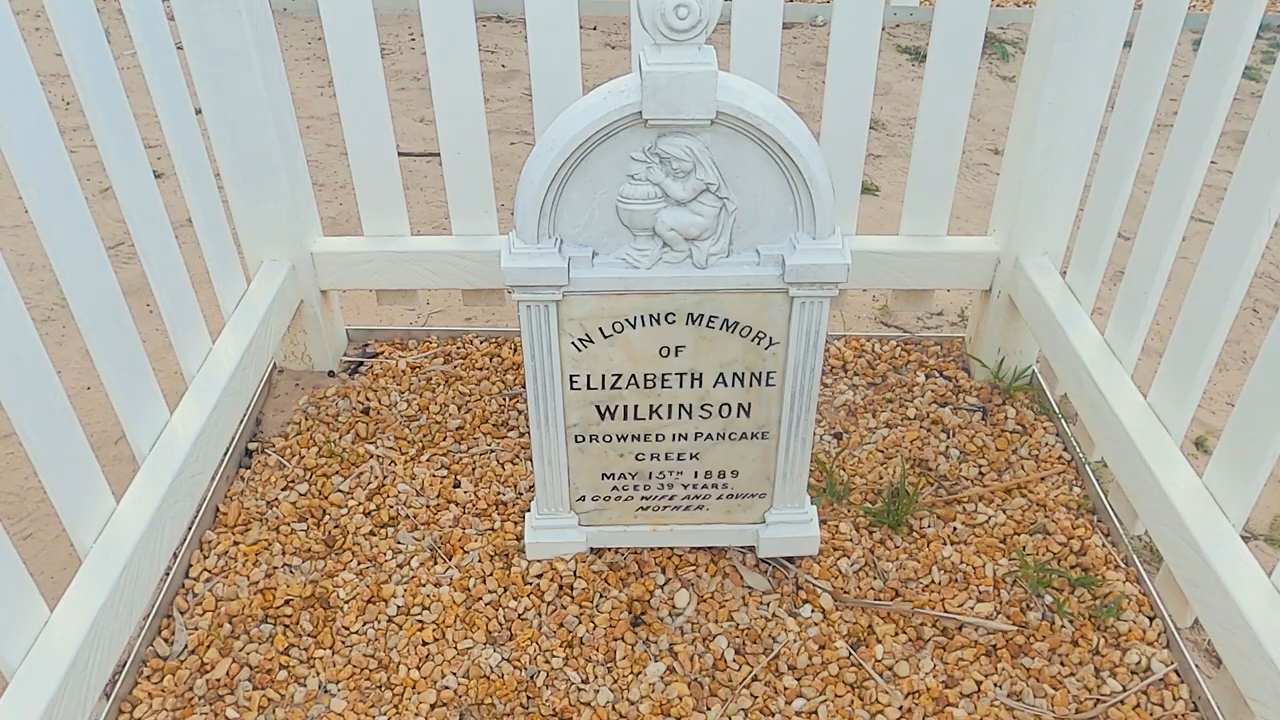 IN LOVING MEMORY
OF
ELIZABETH ANNE
WILKINSON
DROWNED IN PANCAKE
CREEK
MAY 15TH 1889
AGED 39 YEARS.
A GOOD WIFE AND LOVING
MOTHER.